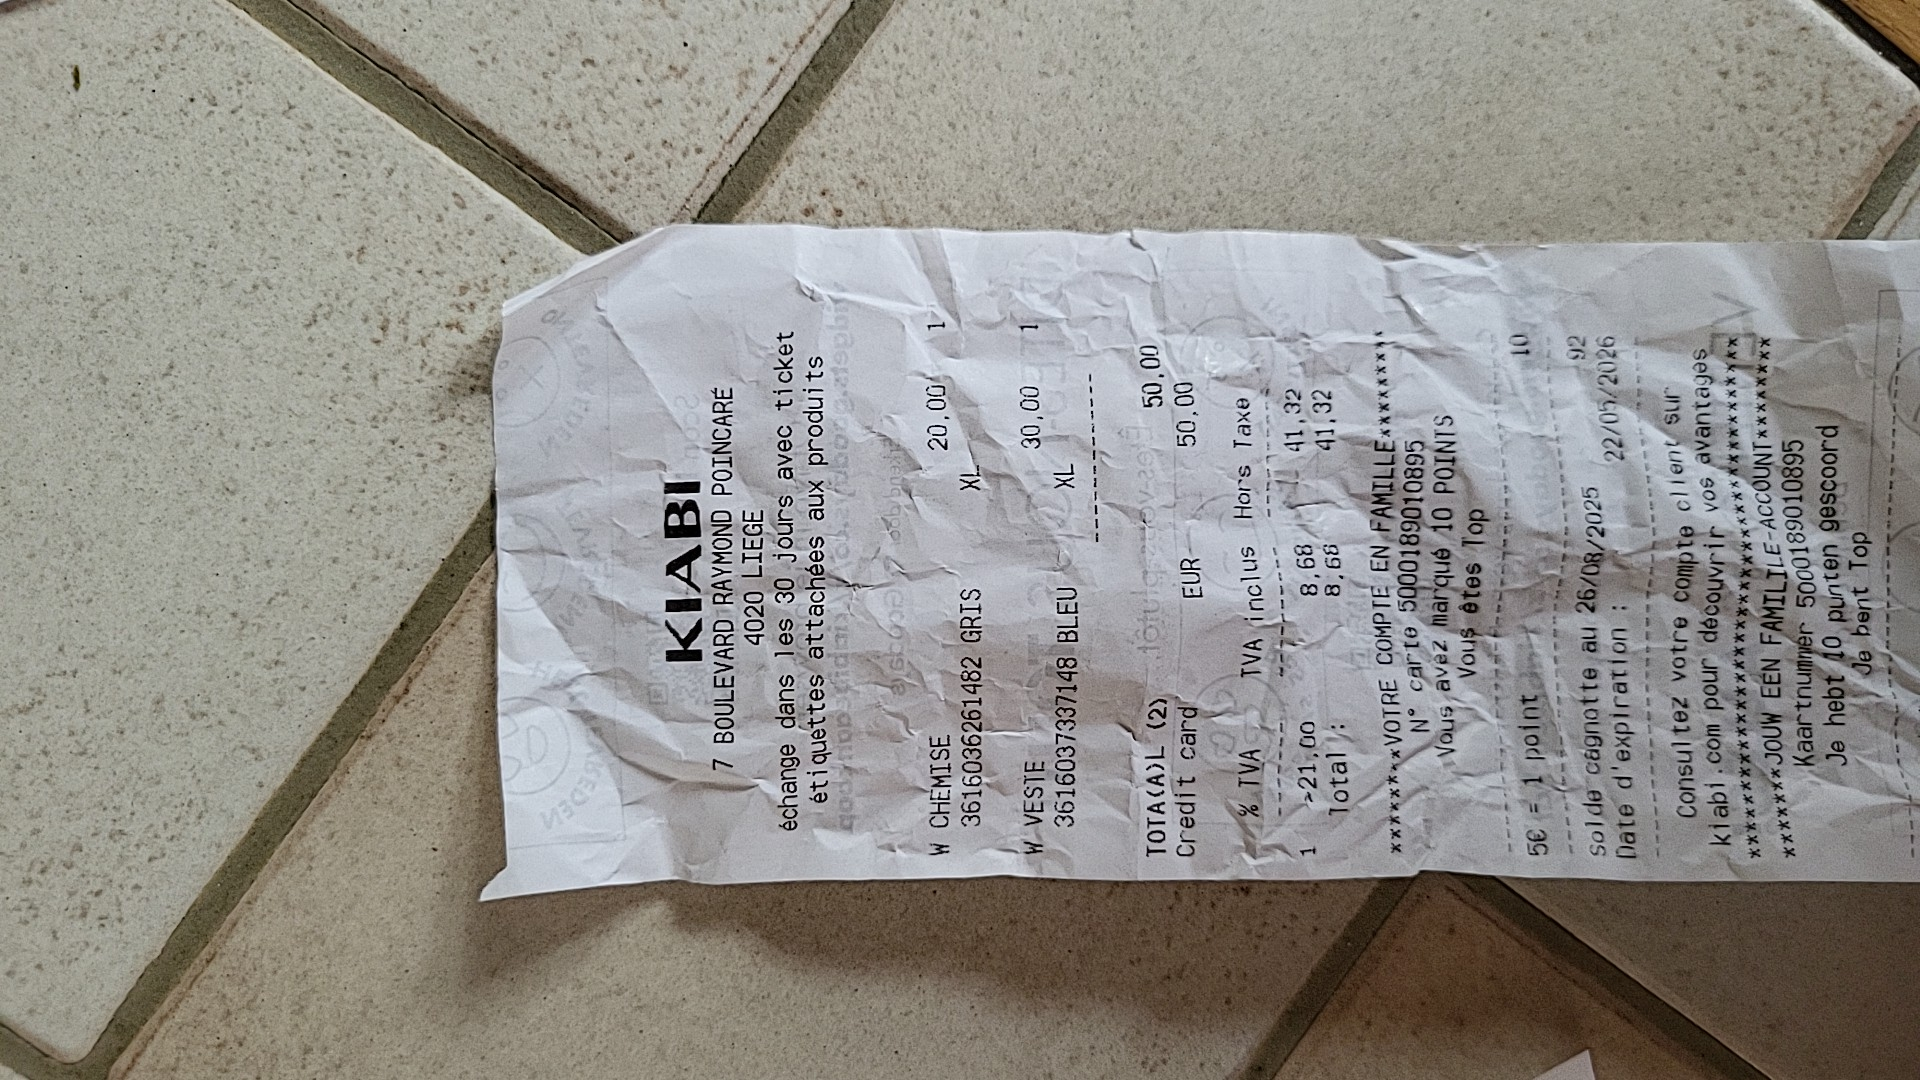 KIABI
7 BOULEVARD RAYMOND POINCARÉ
4020 LIEGE
échange dans les 30 jours avec ticket
étiquettes attachées aux produits
W CHEMISE 20,00 1
3616036261482 GRIS XL
W VESTE 30,00 1
3616037337148 BLEU XL
TOTA(A)L (2) 50,00
Credit card EUR 50,00
% TVA TVA inclus Hors Taxe
1 >21,00 8,68 41,32
Total : 8,68 41,32
********VOTRE COMPTE EN FAMILLE********
N° carte 5000189010895
Vous avez marqué 10 POINTS
Vous êtes Top
5€ = 1 point 10
solde cagnotte au 26/08/2025 92
Date d'expiration : 22/05/2026
Consultez votre compte client sur
kiabi.com pour découvrir vos avantages
*******JOUW EEN FAMILIE-ACCOUNT********
Kaartnummer 5000189010895
Je hebt 10 punten gescoord
Je bent Top